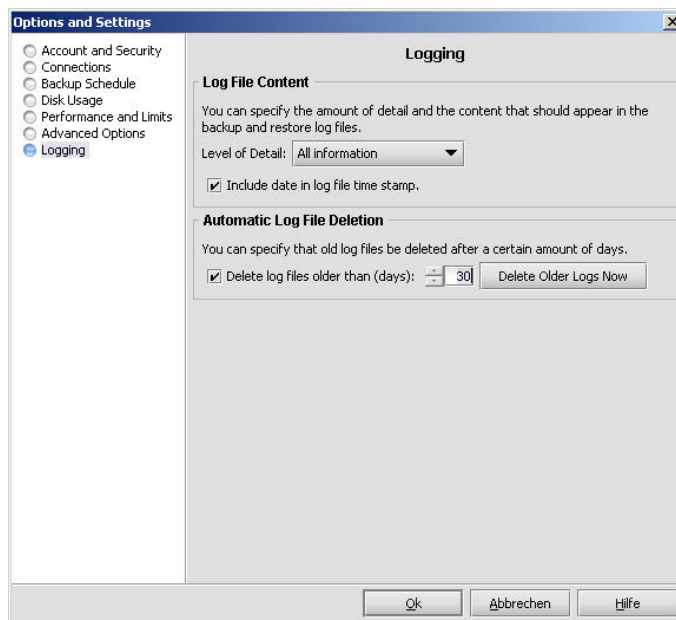 Options and Settings
Account and Security
Connections
Backup Schedule
Disk Usage
Performance and Limits
Advanced Options
Logging
Logging
Log File Content
You can specify the amount of detail and the content that should appear in the
backup and restore log files.
Level of Detail: All information
Include date in log file time stamp.
Automatic Log File Deletion
You can specify that old log files be deleted after a certain amount of days.
Delete log files older than (days): 30 Delete Older Logs Now
Ok Abbrechen Hilfe